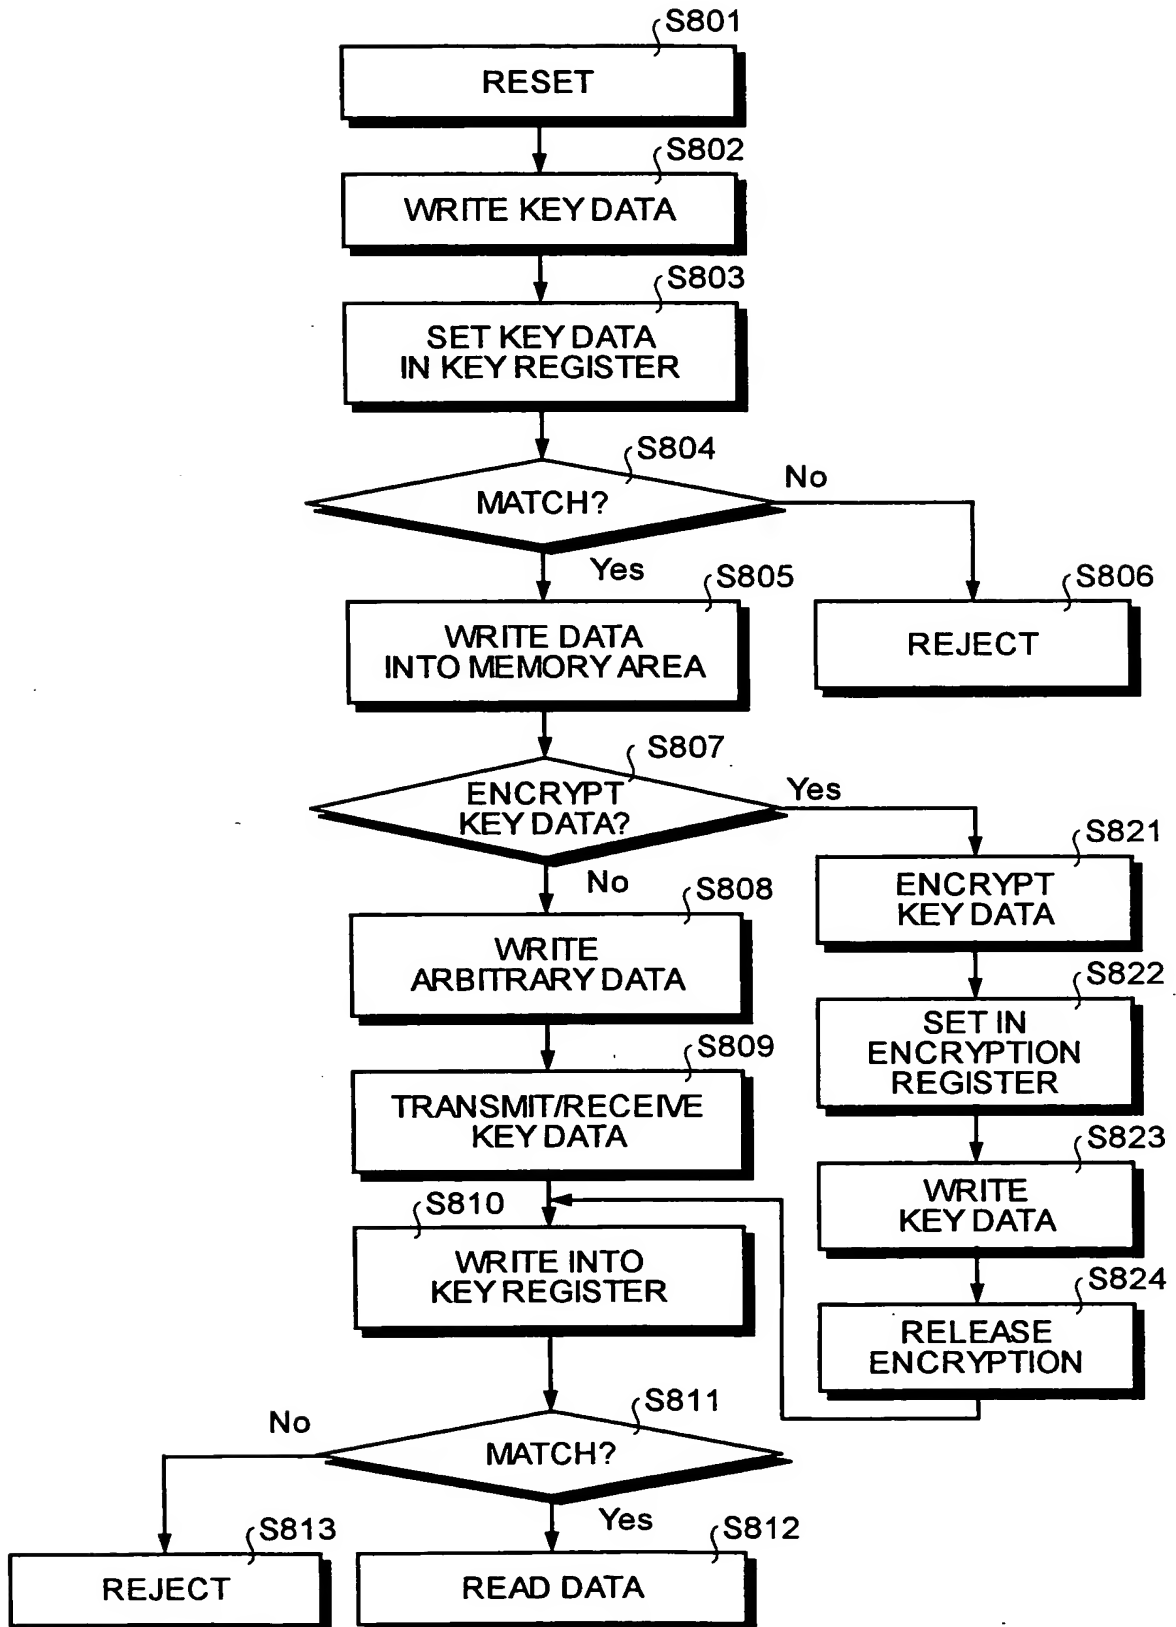 S801
RESET
S802
WRITE KEY DATA
S803
SET KEY DATA
IN KEY REGISTER
S804
MATCH?
No
Yes
S805
WRITE DATA
INTO MEMORY AREA
S806
REJECT
S807
ENCRYPT
KEY DATA?
Yes
No
S821
ENCRYPT
KEY DATA
S808
WRITE
ARBITRARY DATA
S822
SET IN
ENCRYPTION
REGISTER
S809
TRANSMIT/RECEIVE
KEY DATA
S823
WRITE
KEY DATA
S810
WRITE INTO
KEY REGISTER
S824
RELEASE
ENCRYPTION
S811
MATCH?
No
Yes
S813
REJECT
S812
READ DATA